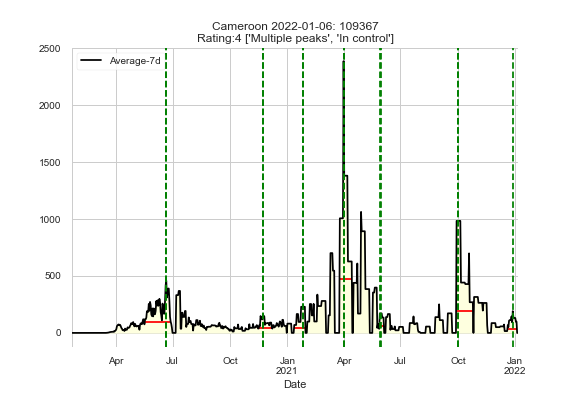 Cameroon 2022-01-06: 109367
Rating:4 ['Multiple peaks', 'In control']
2500
Average-7d
2000
1500
1000
500
0
Apr
Jul
Oct
Jan
2021
Apr
Jul
Oct
Jan
2022
Date